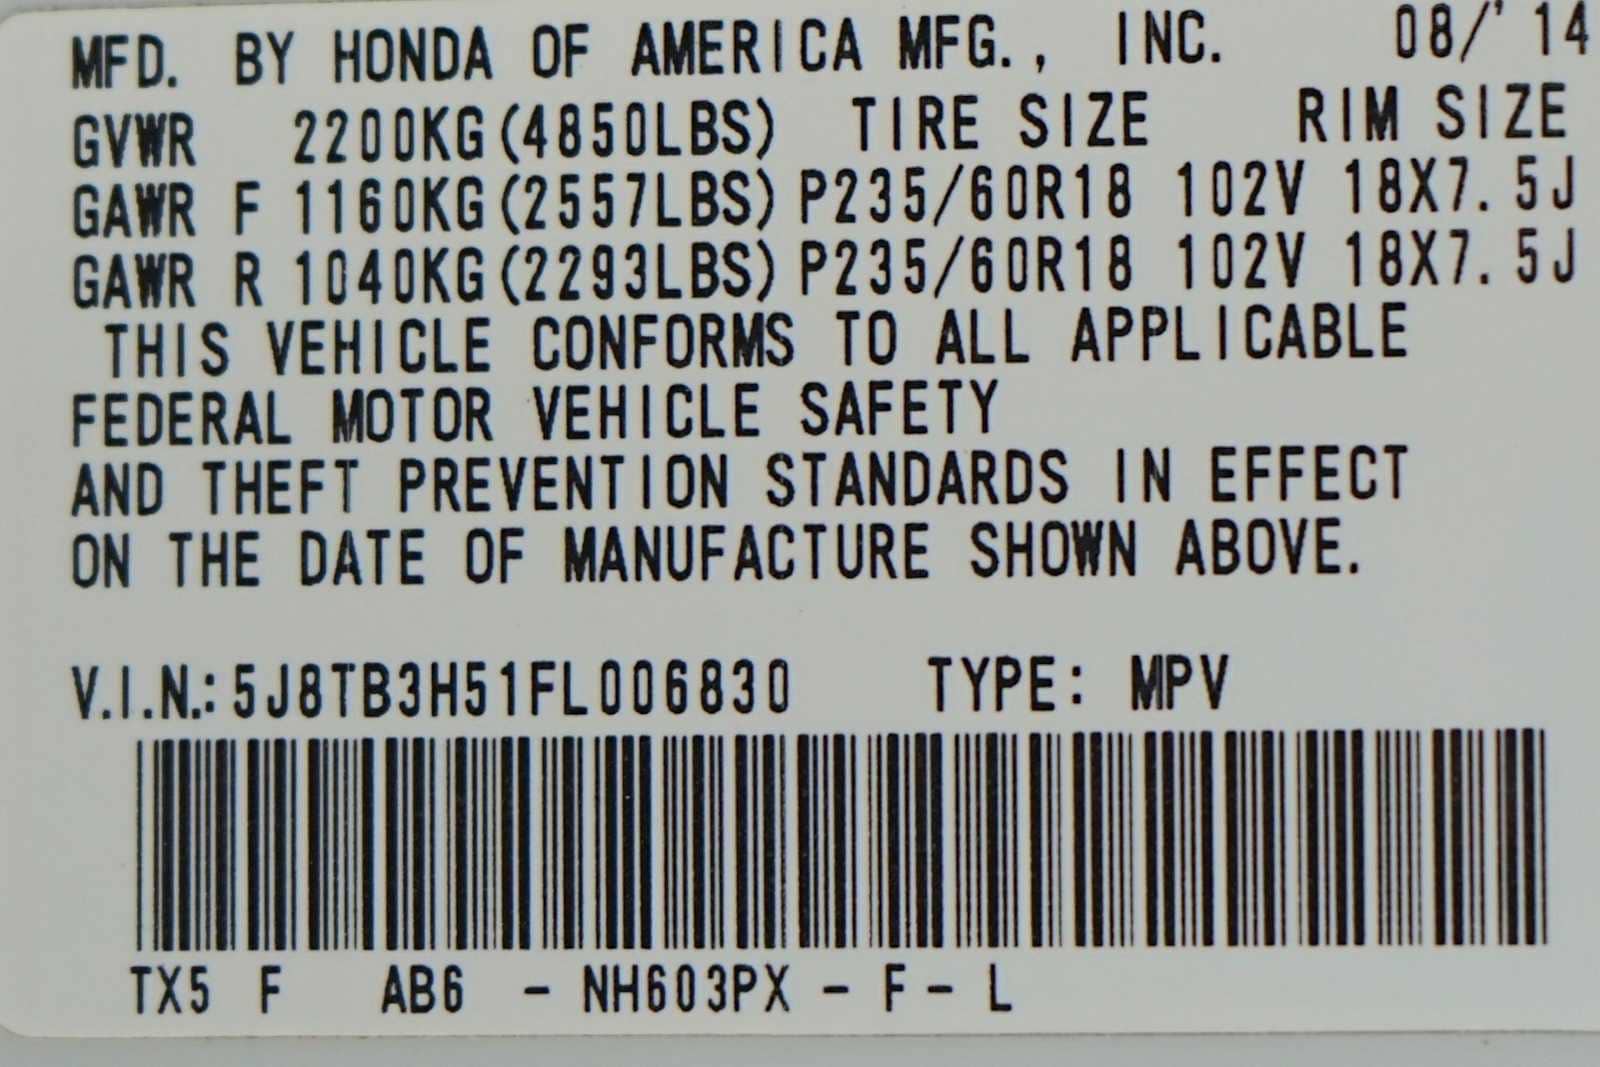 MFD. BY HONDA OF AMERICA MFG., INC. 08/'14
GVWR 2200KG(4850LBS) TIRE SIZE RIM SIZE
GAWR F 1160KG(2557LBS) P235/60R18 102V 18X7.5J
GAWR R 1040KG(2293LBS) P235/60R18 102V 18X7.5J
THIS VEHICLE CONFORMS TO ALL APPLICABLE
FEDERAL MOTOR VEHICLE SAFETY
AND THEFT PREVENTION STANDARDS IN EFFECT
ON THE DATE OF MANUFACTURE SHOWN ABOVE.
V.I.N.: 5J8TB3H51FL006830 TYPE: MPV
TX5 F AB6 - NH603PX - F - L